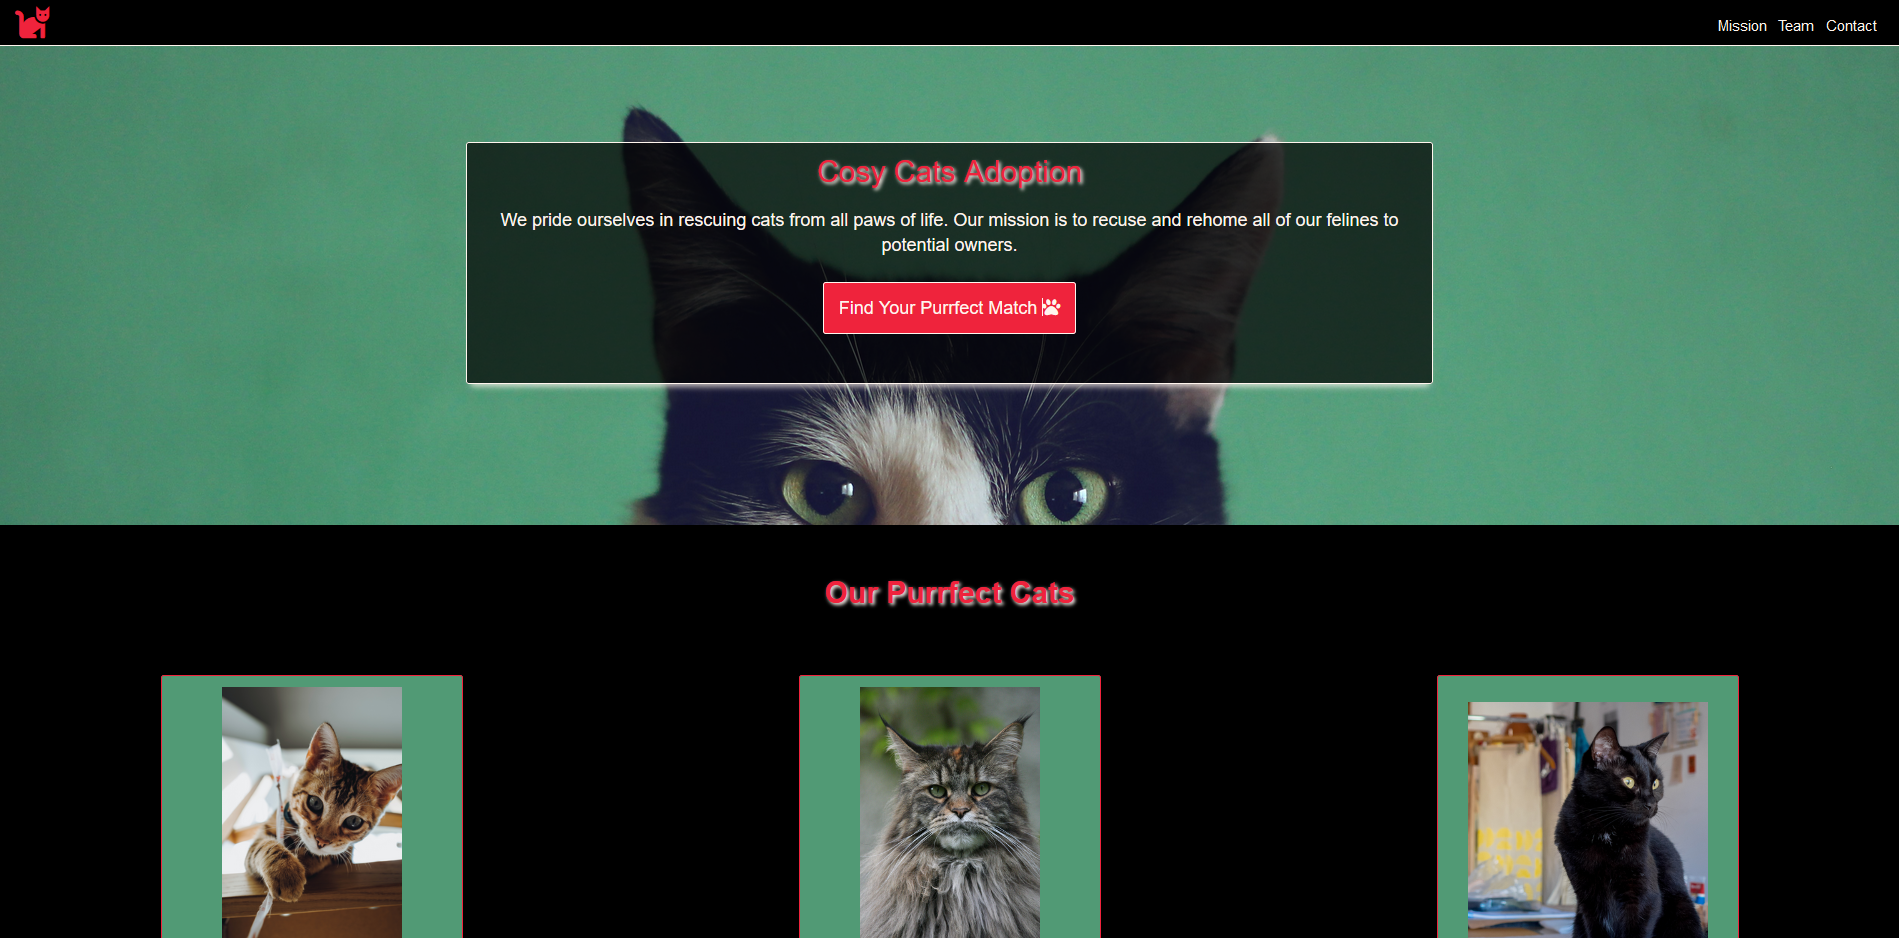 Mission Team Contact
Cosy Cats Adoption
We pride ourselves in rescuing cats from all paws of life. Our mission is to recuse and rehome all of our felines to
potential owners.
Find Your Purrfect Match
Our Purrfect Cats